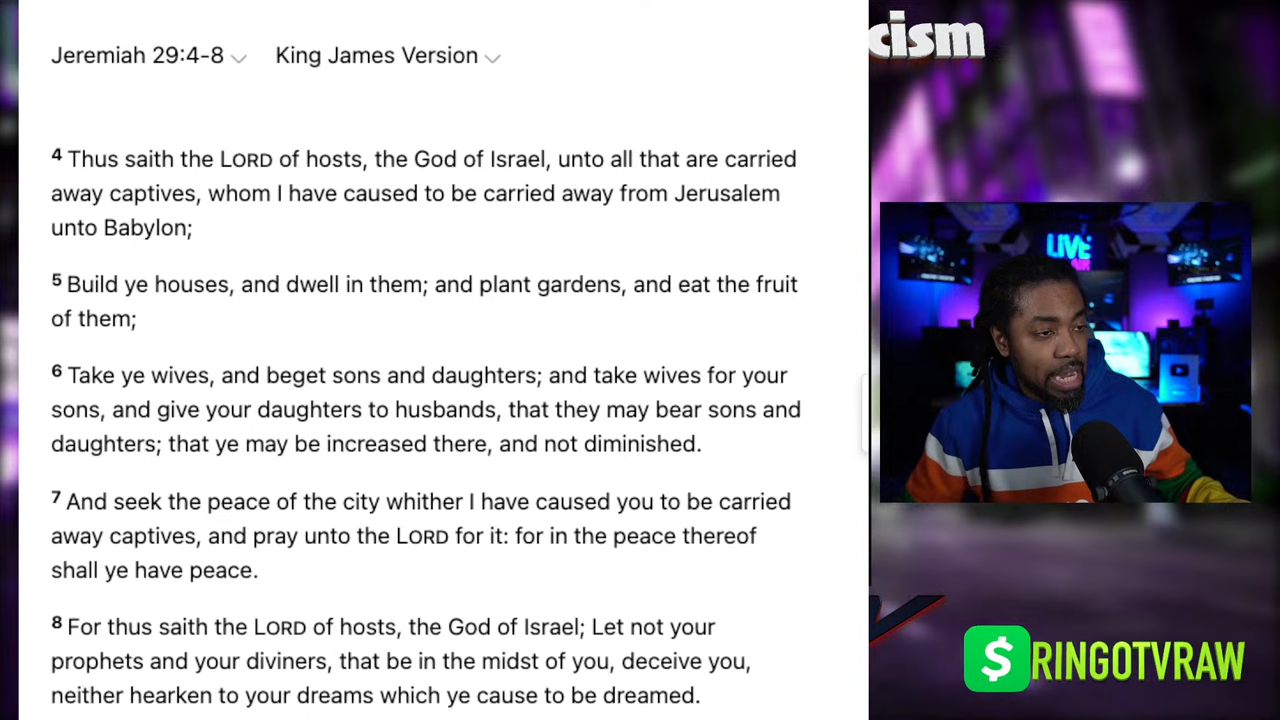 Jeremiah 29:4-8 King James Version
4 Thus saith the LORD of hosts, the God of Israel, unto all that are carried
away captives, whom I have caused to be carried away from Jerusalem
unto Babylon;
5 Build ye houses, and dwell in them; and plant gardens, and eat the fruit
of them;
6 Take ye wives, and beget sons and daughters; and take wives for your
sons, and give your daughters to husbands, that they may bear sons and
daughters; that ye may be increased there, and not diminished.
7 And seek the peace of the city whither I have caused you to be carried
away captives, and pray unto the LORD for it: for in the peace thereof
shall ye have peace.
8 For thus saith the LORD of hosts, the God of Israel; Let not your
prophets and your diviners, that be in the midst of you, deceive you,
neither hearken to your dreams which ye cause to be dreamed.
cism
LIVE
$RINGOTVRAW